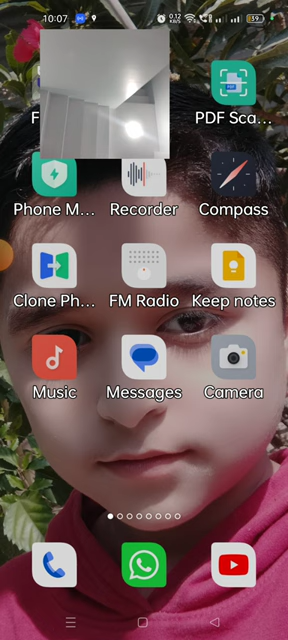 10:07 0.12 KB/s 39
F
PDF Sca...
Phone M... Recorder Compass
Clone Ph... FM Radio Keep notes
Music Messages Camera